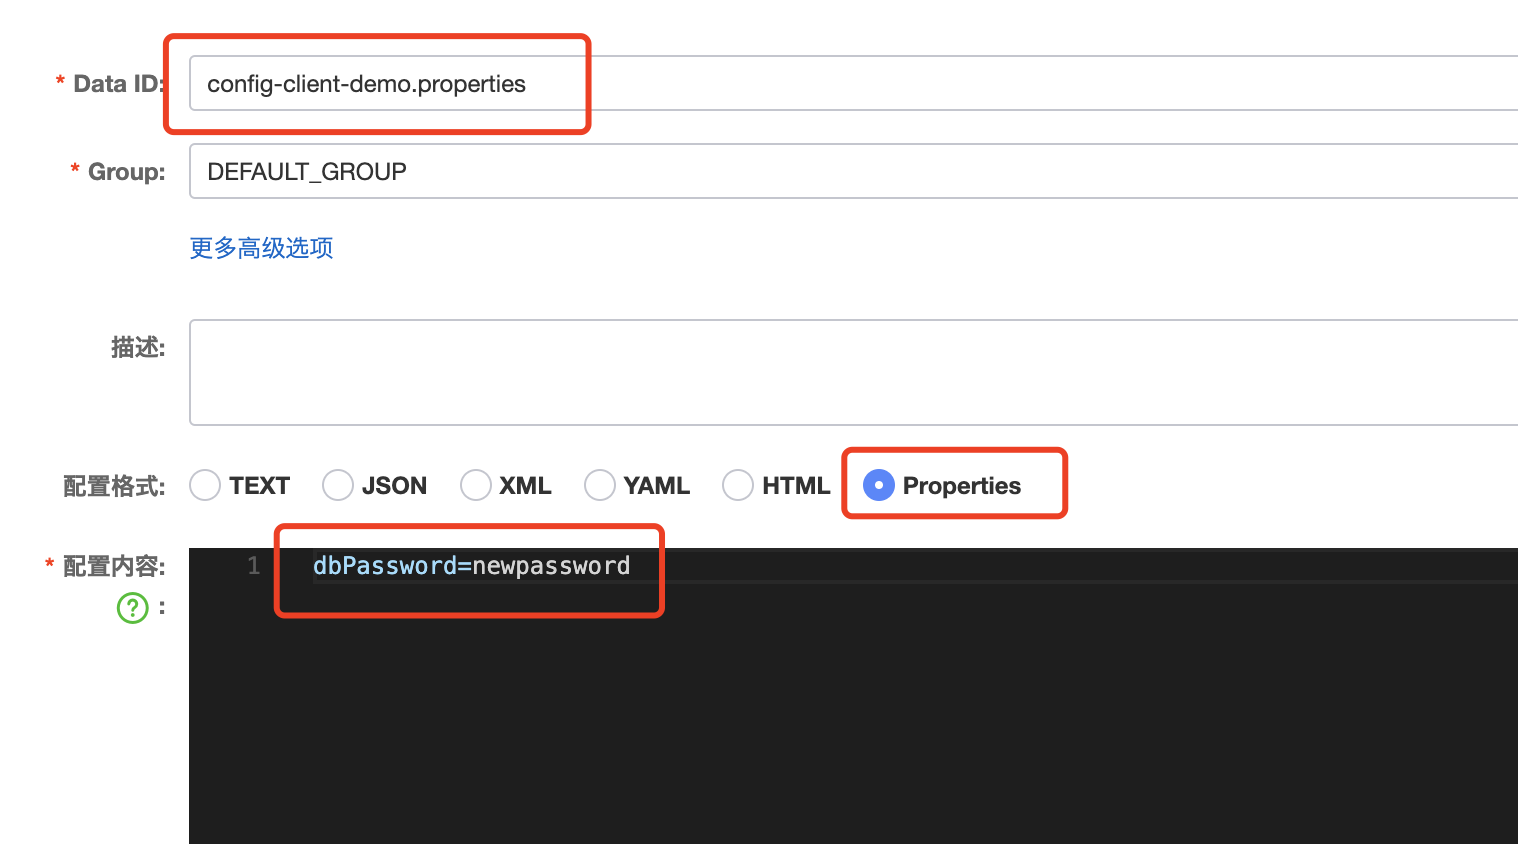 * Data ID: config-client-demo.properties
* Group: DEFAULT_GROUP
更多高级选项
描述:
配置格式: TEXT JSON XML YAML HTML Properties
* 配置内容: 1 dbPassword=newpassword
? :